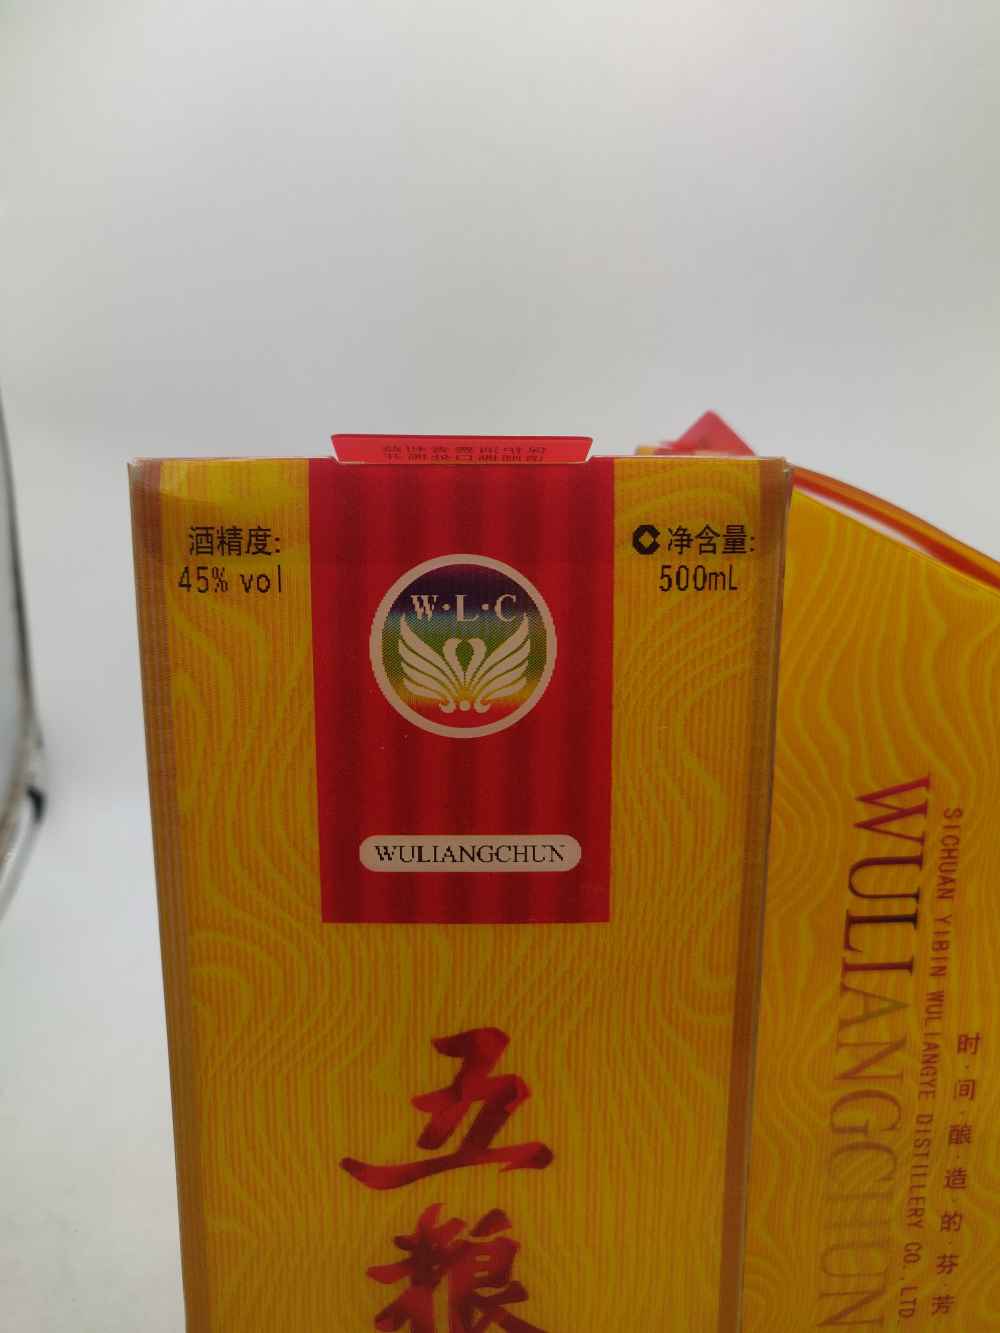 酒精度:
45% vol
净含量:
500mL
W·L·C
WULIANGCHUN
五粮
WULIANGCHUN
SICHUAN YIBIN WULIANGYE DISTILLERY CO.,LTD
时·间·酿·造·的·芬·芳